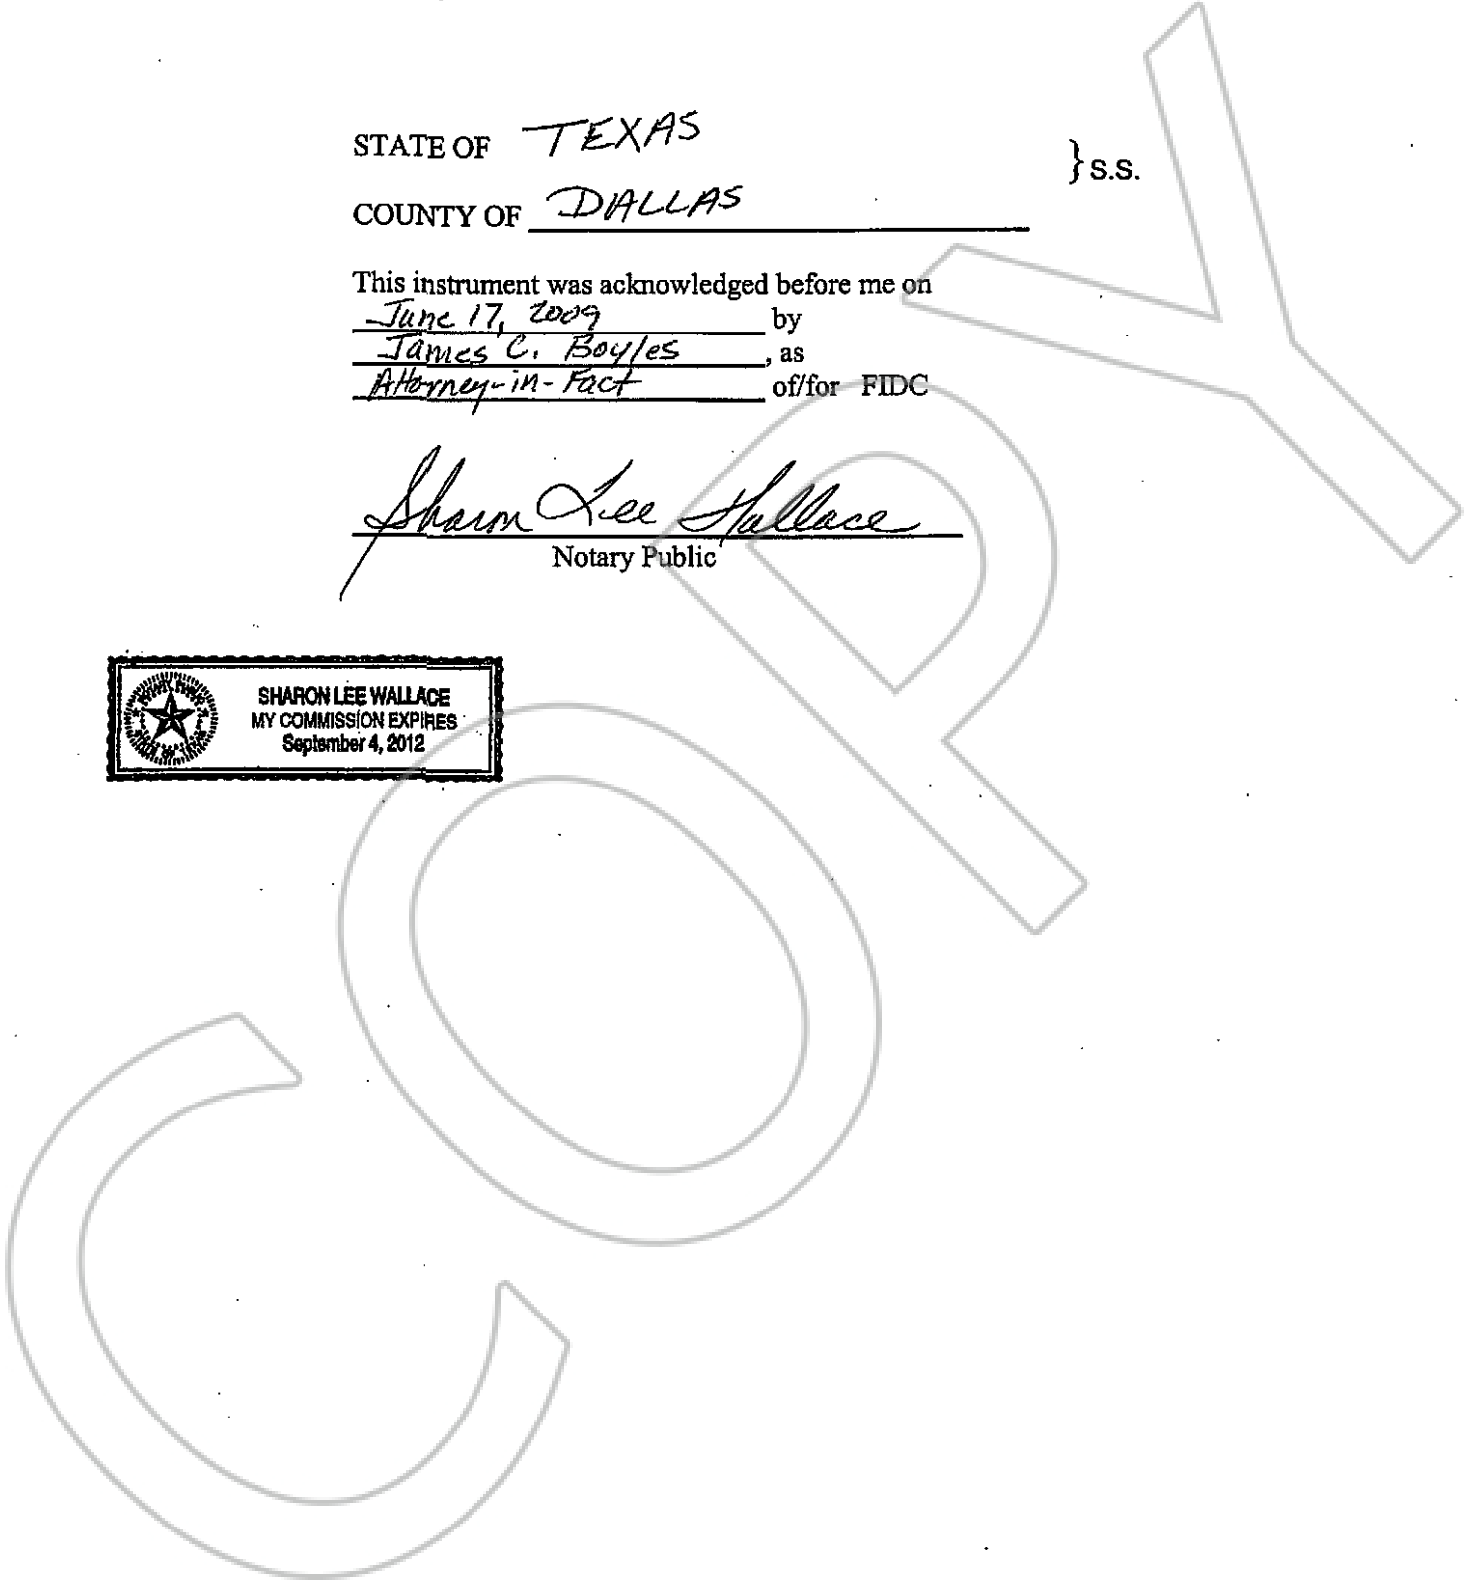 STATE OF TEXAS
}s.s.
COUNTY OF DALLAS
This instrument was acknowledged before me on
June 17, 2009 by
James C. Boyles, as
Attorney-in-Fact of/for FIDC
Sharon Lee Wallace
Notary Public
SHARON LEE WALLACE
MY COMMISSION EXPIRES
September 4, 2012
COPY